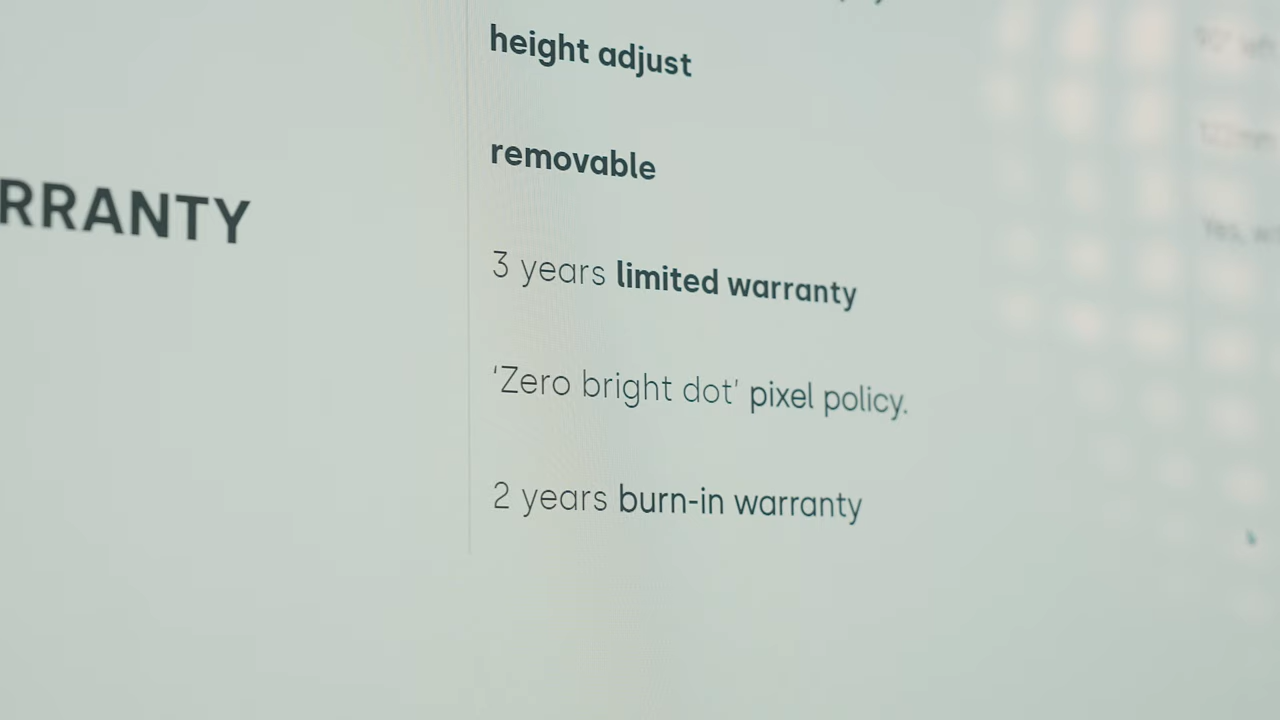 height adjust
removable
RRANTY
3 years limited warranty
‘Zero bright dot’ pixel policy.
2 years burn-in warranty